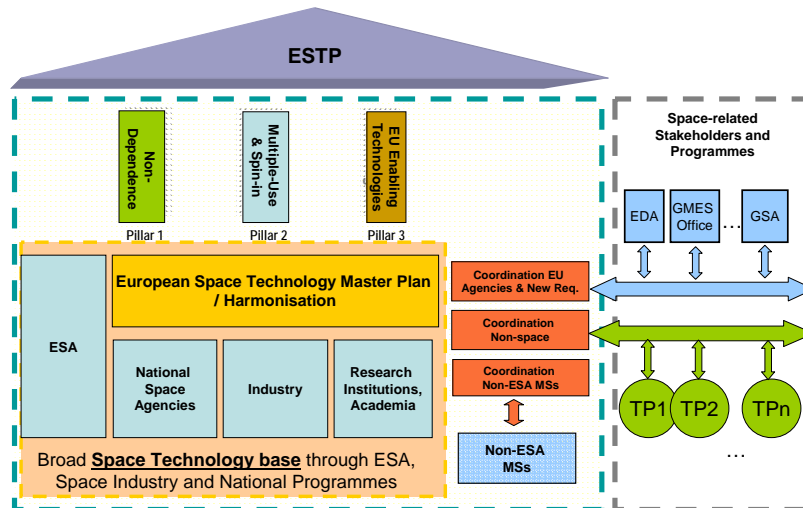 ESTP
Non-
Dependence
Multiple-Use
& Spin-in
EU Enabling
Technologies
Pillar 1
Pillar 2
Pillar 3
European Space Technology Master Plan
/ Harmonisation
ESA
National
Space
Agencies
Industry
Research
Institutions,
Academia
Broad Space Technology base through ESA,
Space Industry and National Programmes
Coordination EU
Agencies & New Req.
Coordination
Non-space
Coordination
Non-ESA MSs
Non-ESA
MSs
Space-related
Stakeholders and
Programmes
EDA
GMES
Office
...
GSA
TP1
TP2
TPn
...